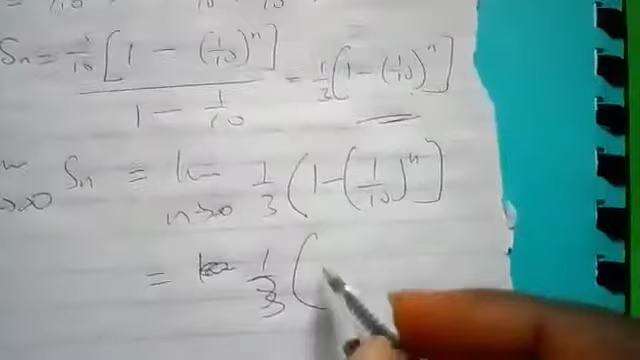 Sn = 3/10 [1 - (1/10)^n] / 1 - 1/10 = 1/3 [1 - (1/10)^n]
Sn = lim n→∞ 1/3 (1 - (1/10)^n]
= 1/3 (